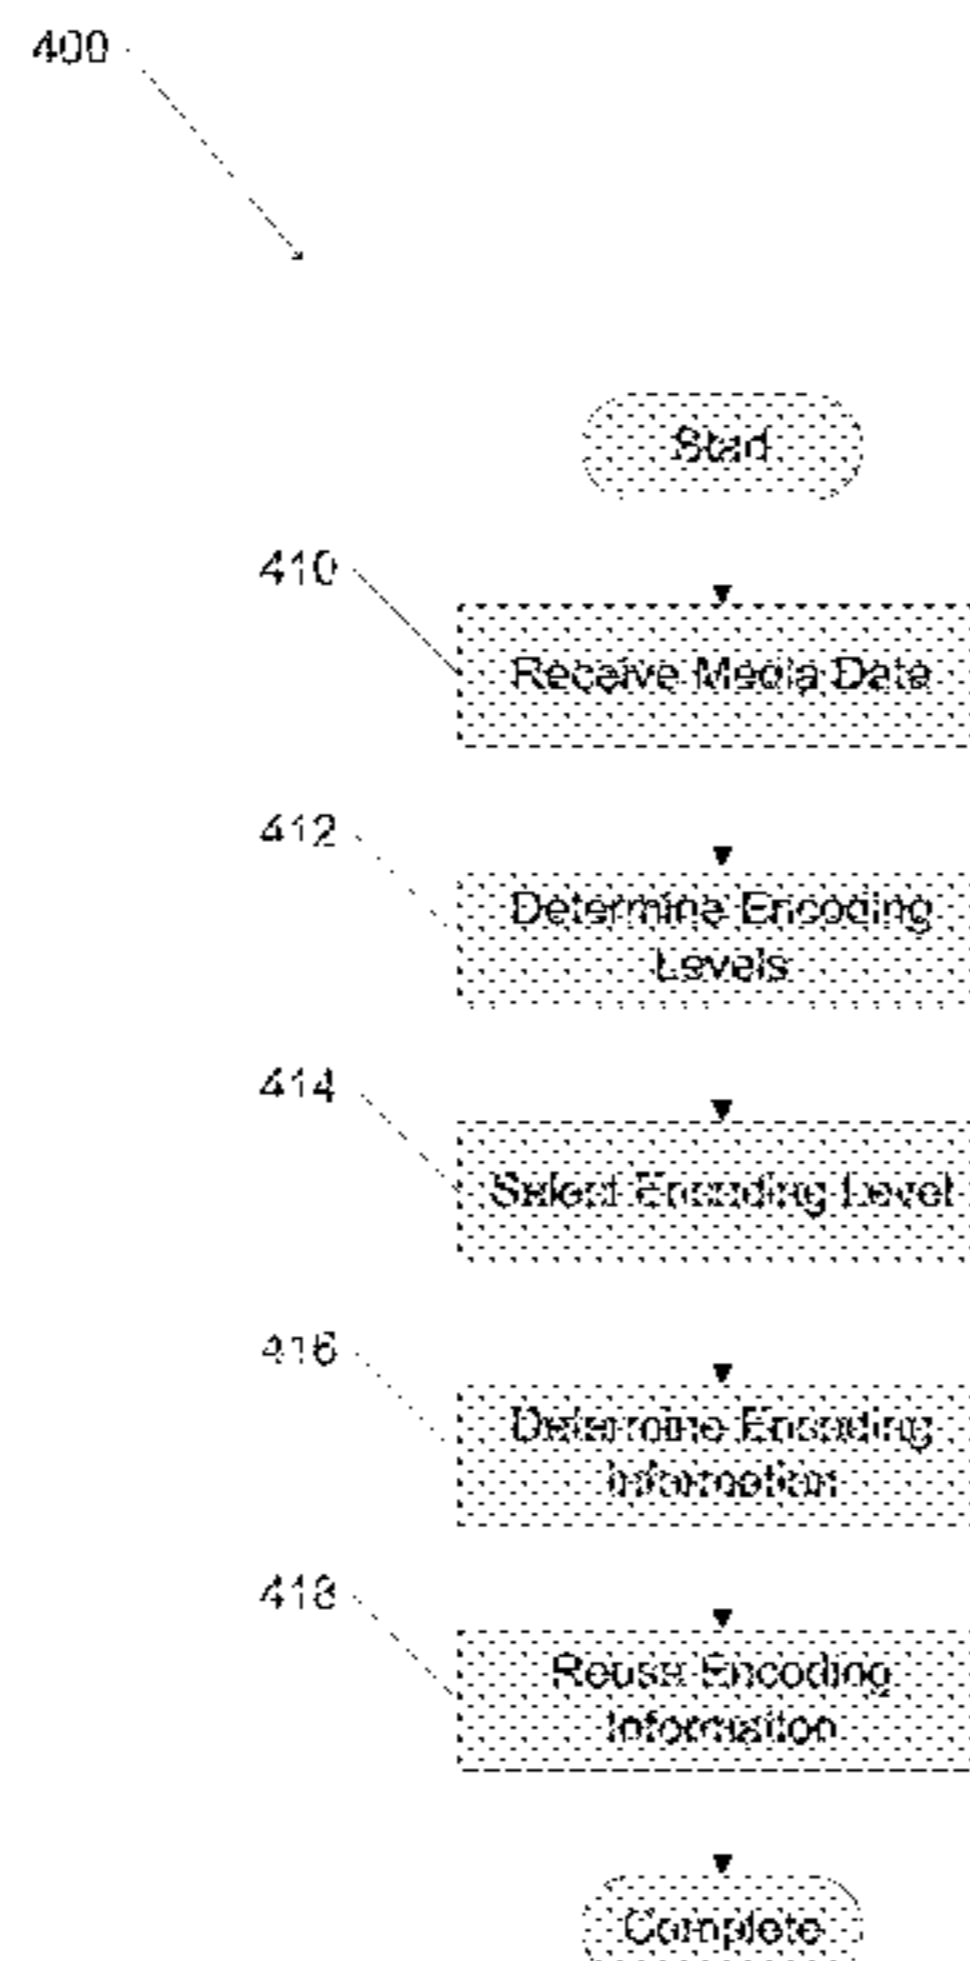 400
Start
410
Receive Media Data
412
Determine Encoding
Levels
414
Select Encoding Level
416
Determine Encoding
Information
418
Reuse Encoding
Information
Complete